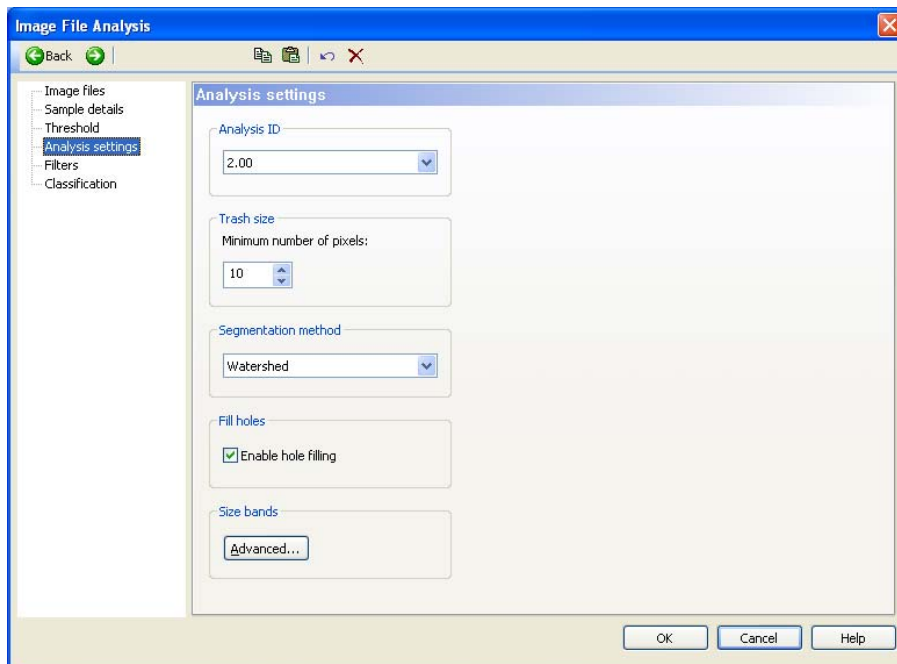 Image File Analysis
Back
Image files
Sample details
Threshold
Analysis settings
Filters
Classification
Analysis settings
Analysis ID
2.00
Trash size
Minimum number of pixels:
10
Segmentation method
Watershed
Fill holes
Enable hole filling
Size bands
Advanced...
OK Cancel Help